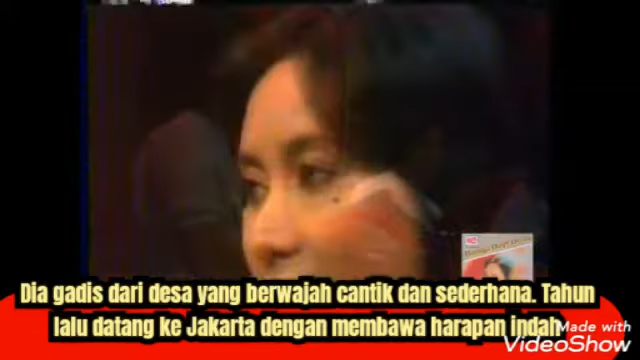 Dia gadis dari desa yang berwajah cantik dan sederhana. Tahun
lalu datang ke Jakarta dengan membawa harapan indah
Made with
VideoShow